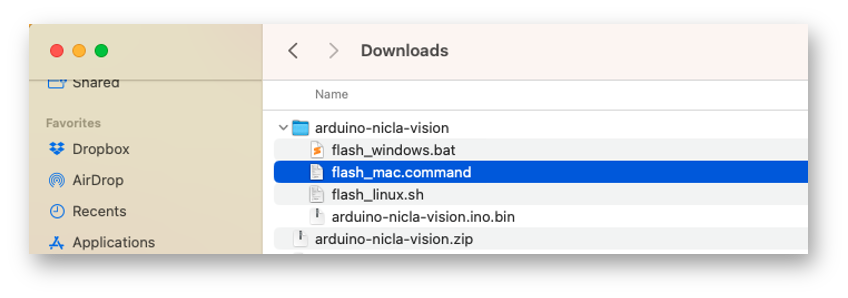 Downloads
Shared
Favorites
Dropbox
AirDrop
Recents
Applications
Name
arduino-nicla-vision
flash_windows.bat
flash_mac.command
flash_linux.sh
arduino-nicla-vision.ino.bin
arduino-nicla-vision.zip